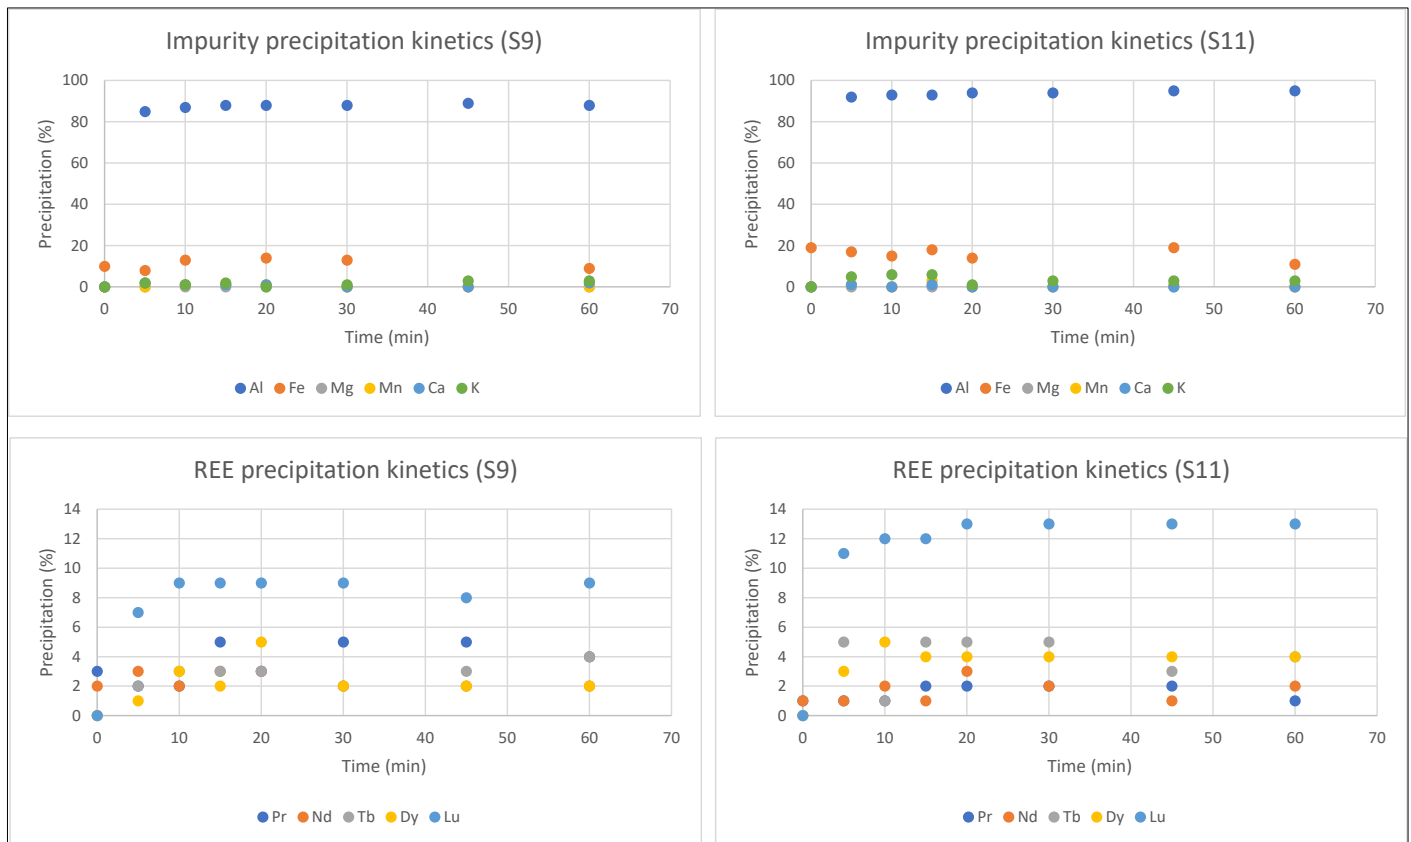 Impurity precipitation kinetics (S9)
Precipitation (%)
100
80
60
40
20
0
0 10 20 30 40 50 60 70
Time (min)
Al Fe Mg Mn Ca K
Impurity precipitation kinetics (S11)
Precipitation (%)
100
80
60
40
20
0
0 10 20 30 40 50 60 70
Time (min)
Al Fe Mg Mn Ca K
REE precipitation kinetics (S9)
Precipitation (%)
14
12
10
8
6
4
2
0
0 10 20 30 40 50 60 70
Time (min)
Pr Nd Tb Dy Lu
REE precipitation kinetics (S11)
Precipitation (%)
14
12
10
8
6
4
2
0
0 10 20 30 40 50 60 70
Time (min)
Pr Nd Tb Dy Lu